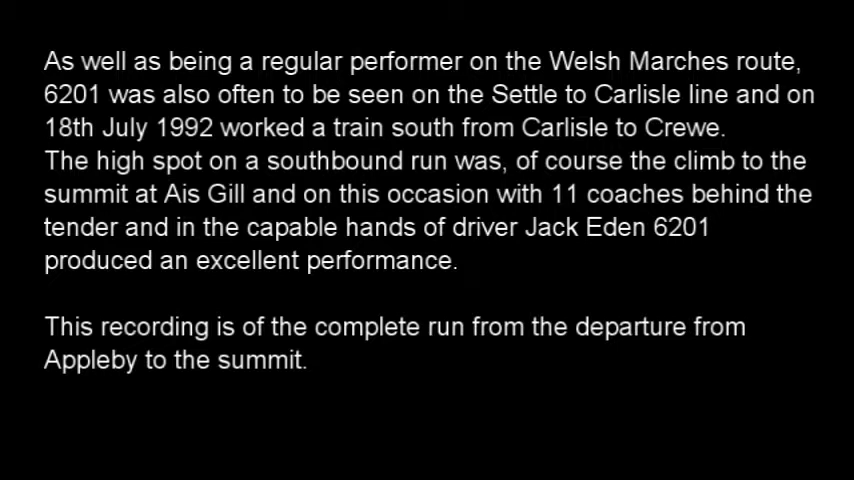 As well as being a regular performer on the Welsh Marches route,
6201 was also often to be seen on the Settle to Carlisle line and on
18th July 1992 worked a train south from Carlisle to Crewe.
The high spot on a southbound run was, of course the climb to the
summit at Ais Gill and on this occasion with 11 coaches behind the
tender and in the capable hands of driver Jack Eden 6201
produced an excellent performance.
This recording is of the complete run from the departure from
Appleby to the summit.